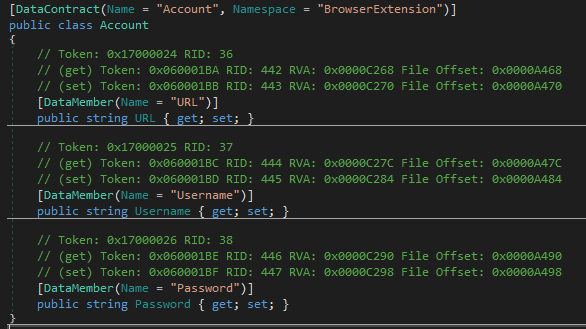 [DataContract(Name = "Account", Namespace = "BrowserExtension")]
public class Account
{
// Token: 0x17000024 RID: 36
// (get) Token: 0x060001BA RID: 442 RVA: 0x0000C268 File Offset: 0x0000A468
// (set) Token: 0x060001BB RID: 443 RVA: 0x0000C270 File Offset: 0x0000A470
[DataMember(Name = "URL")]
public string URL { get; set; }
// Token: 0x17000025 RID: 37
// (get) Token: 0x060001BC RID: 444 RVA: 0x0000C27C File Offset: 0x0000A47C
// (set) Token: 0x060001BD RID: 445 RVA: 0x0000C284 File Offset: 0x0000A484
[DataMember(Name = "Username")]
public string Username { get; set; }
// Token: 0x17000026 RID: 38
// (get) Token: 0x060001BE RID: 446 RVA: 0x0000C290 File Offset: 0x0000A490
// (set) Token: 0x060001BF RID: 447 RVA: 0x0000C298 File Offset: 0x0000A498
[DataMember(Name = "Password")]
public string Password { get; set; }
}